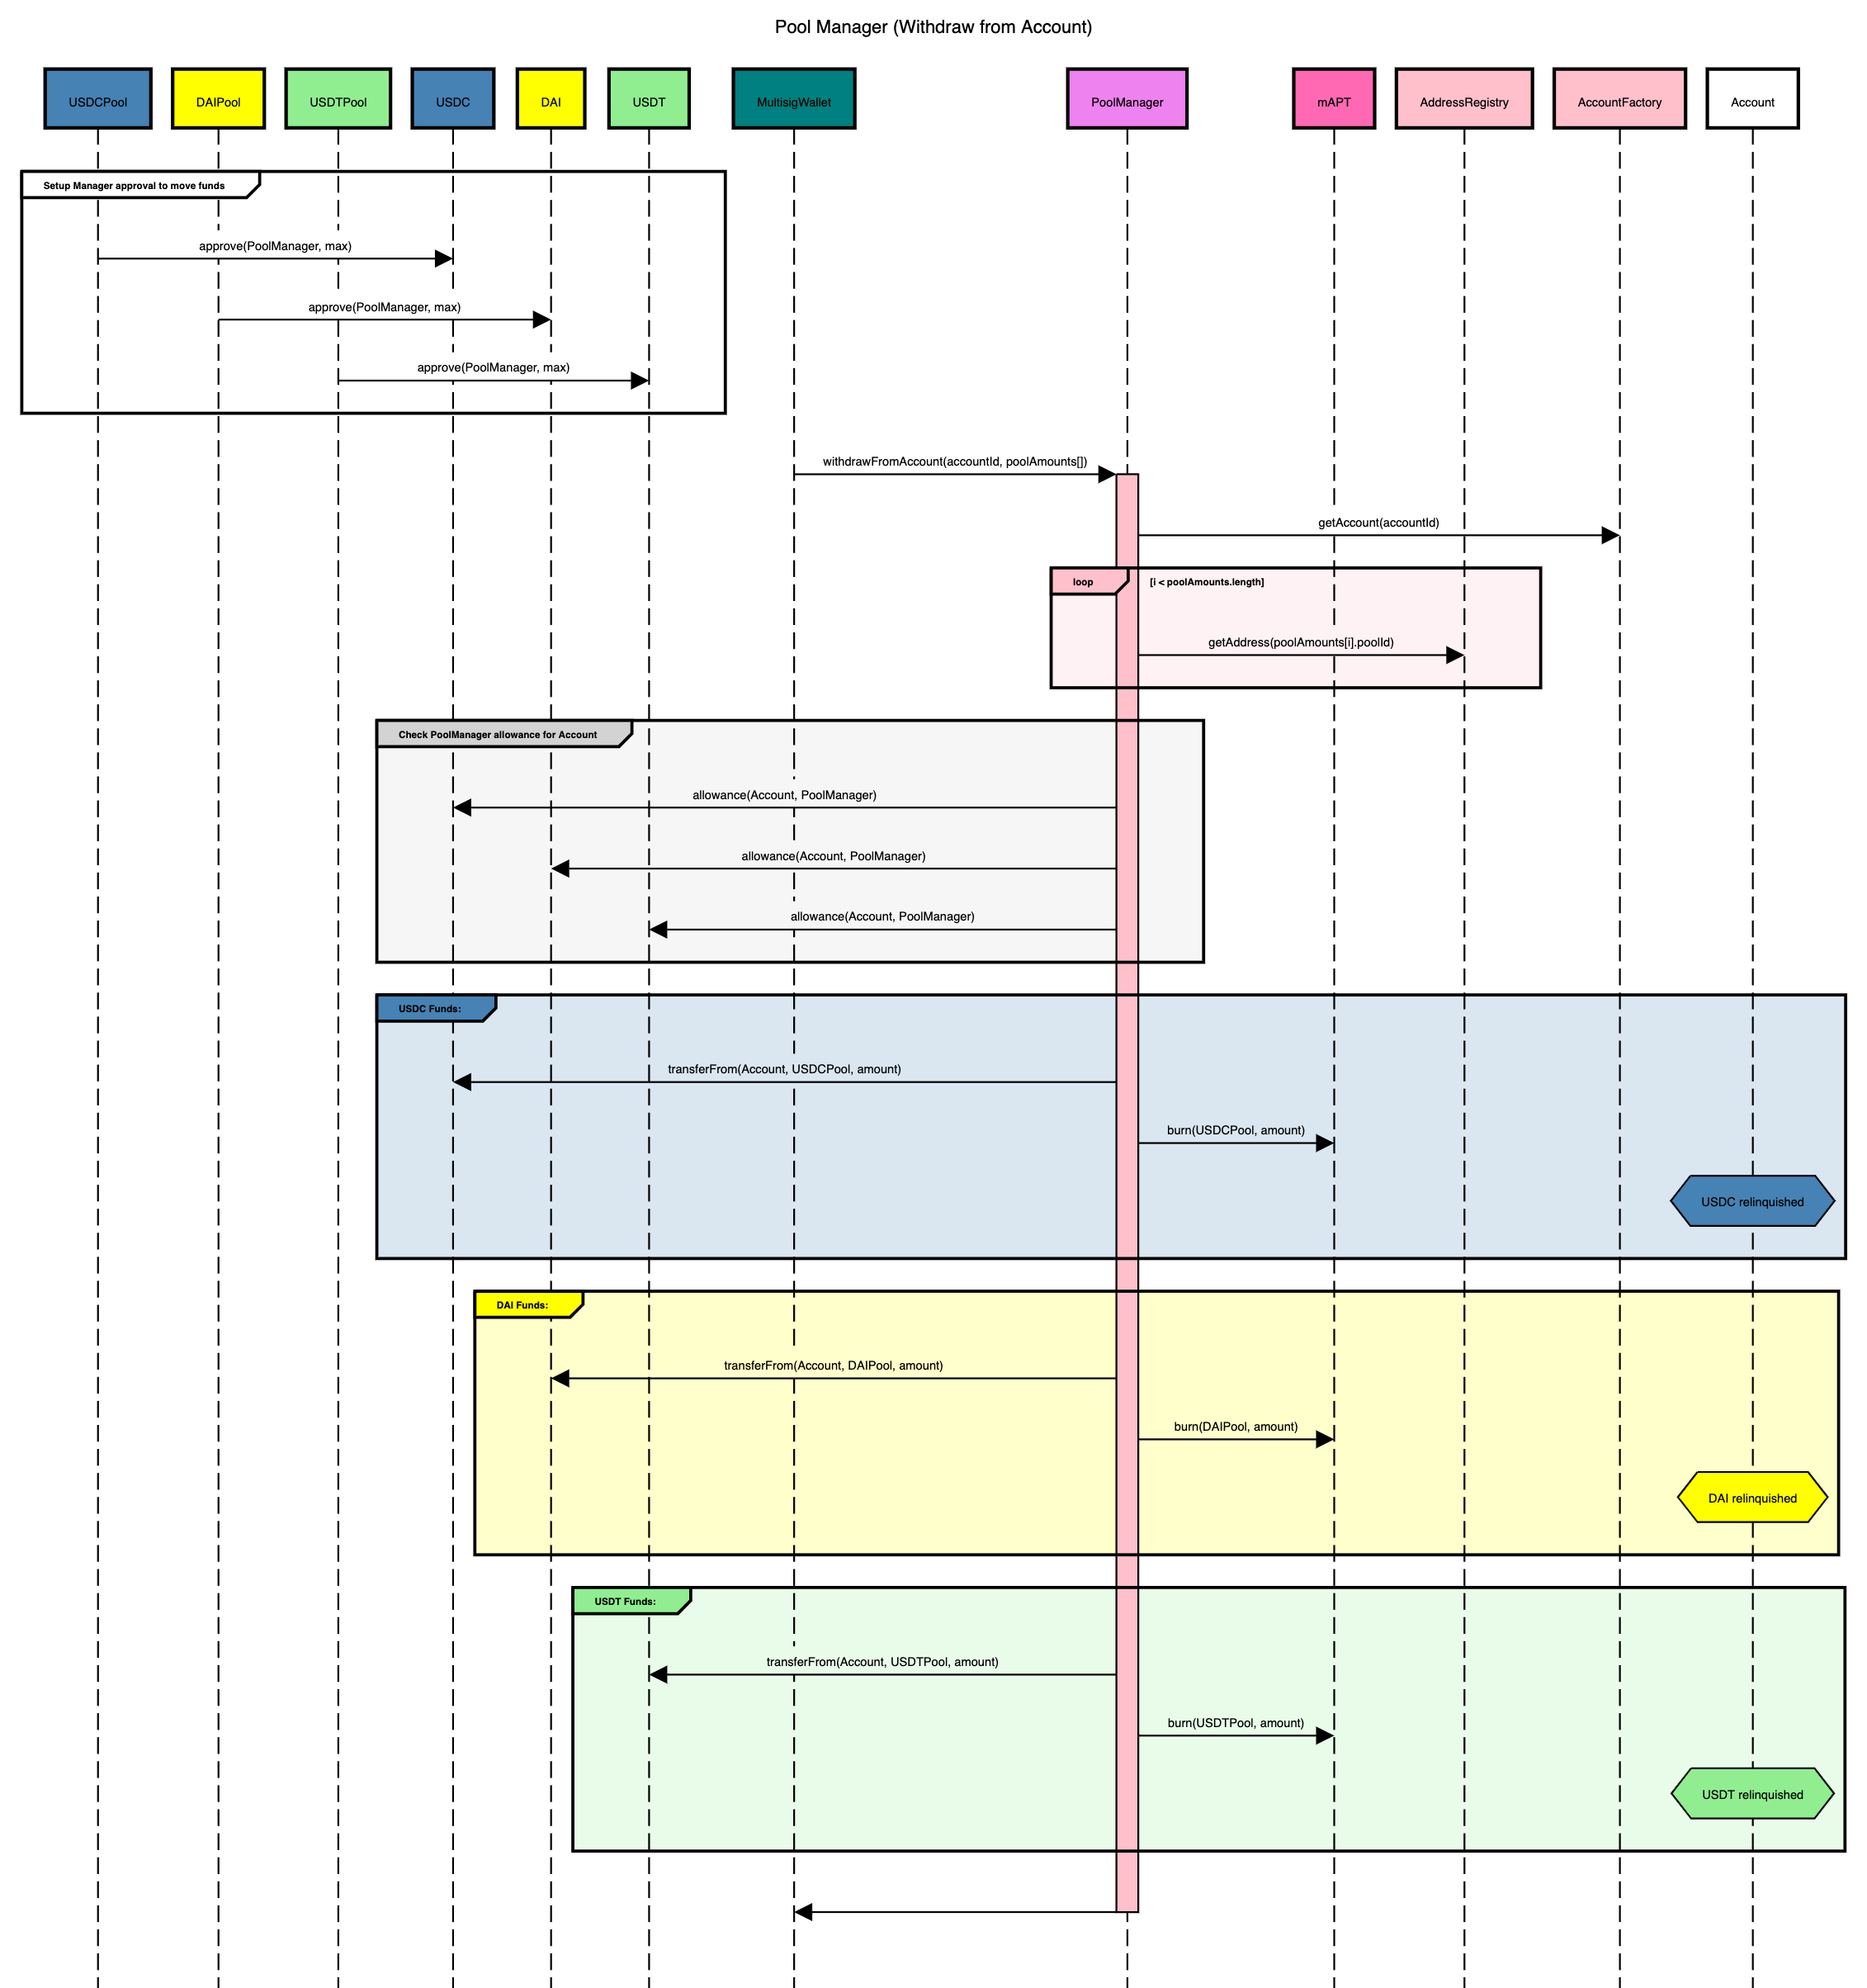 Pool Manager (Withdraw from Account)
USDCPool
DAIPool
USDTPool
USDC
DAI
USDT
MultisigWallet
PoolManager
mAPT
AddressRegistry
AccountFactory
Account
Setup Manager approval to move funds
approve(PoolManager, max)
approve(PoolManager, max)
approve(PoolManager, max)
withdrawFromAccount(accountId, poolAmounts[])
getAccount(accountId)
loop
[i < poolAmounts.length]
getAddress(poolAmounts[i].poolId)
Check PoolManager allowance for Account
allowance(Account, PoolManager)
allowance(Account, PoolManager)
allowance(Account, PoolManager)
USDC Funds:
transferFrom(Account, USDCPool, amount)
burn(USDCPool, amount)
USDC relinquished
DAI Funds:
transferFrom(Account, DAIPool, amount)
burn(DAIPool, amount)
DAI relinquished
USDT Funds:
transferFrom(Account, USDTPool, amount)
burn(USDTPool, amount)
USDT relinquished